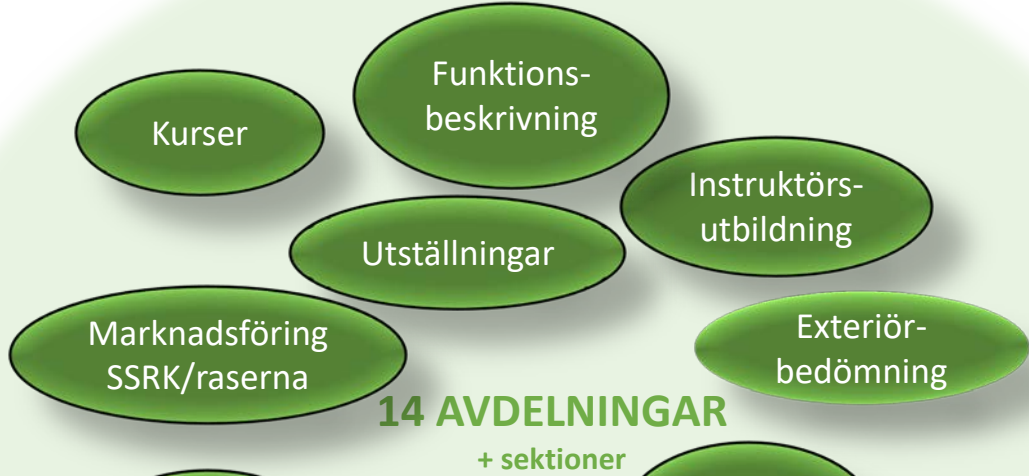 Funktions-
beskrivning
Kurser
Instruktörs-
utbildning
Utställningar
Marknadsföring
SSRK/raserna
Exteriör-
bedömning
14 AVDELNINGAR
+ sektioner